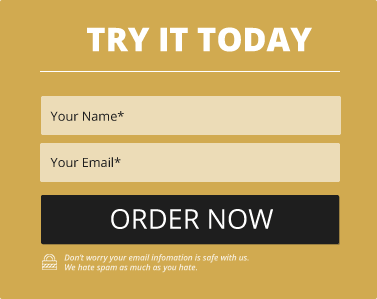 TRY IT TODAY
Your Name*
Your Email*
ORDER NOW
Don't worry your email infomation is safe with us.
We hate spam as much as you hate.